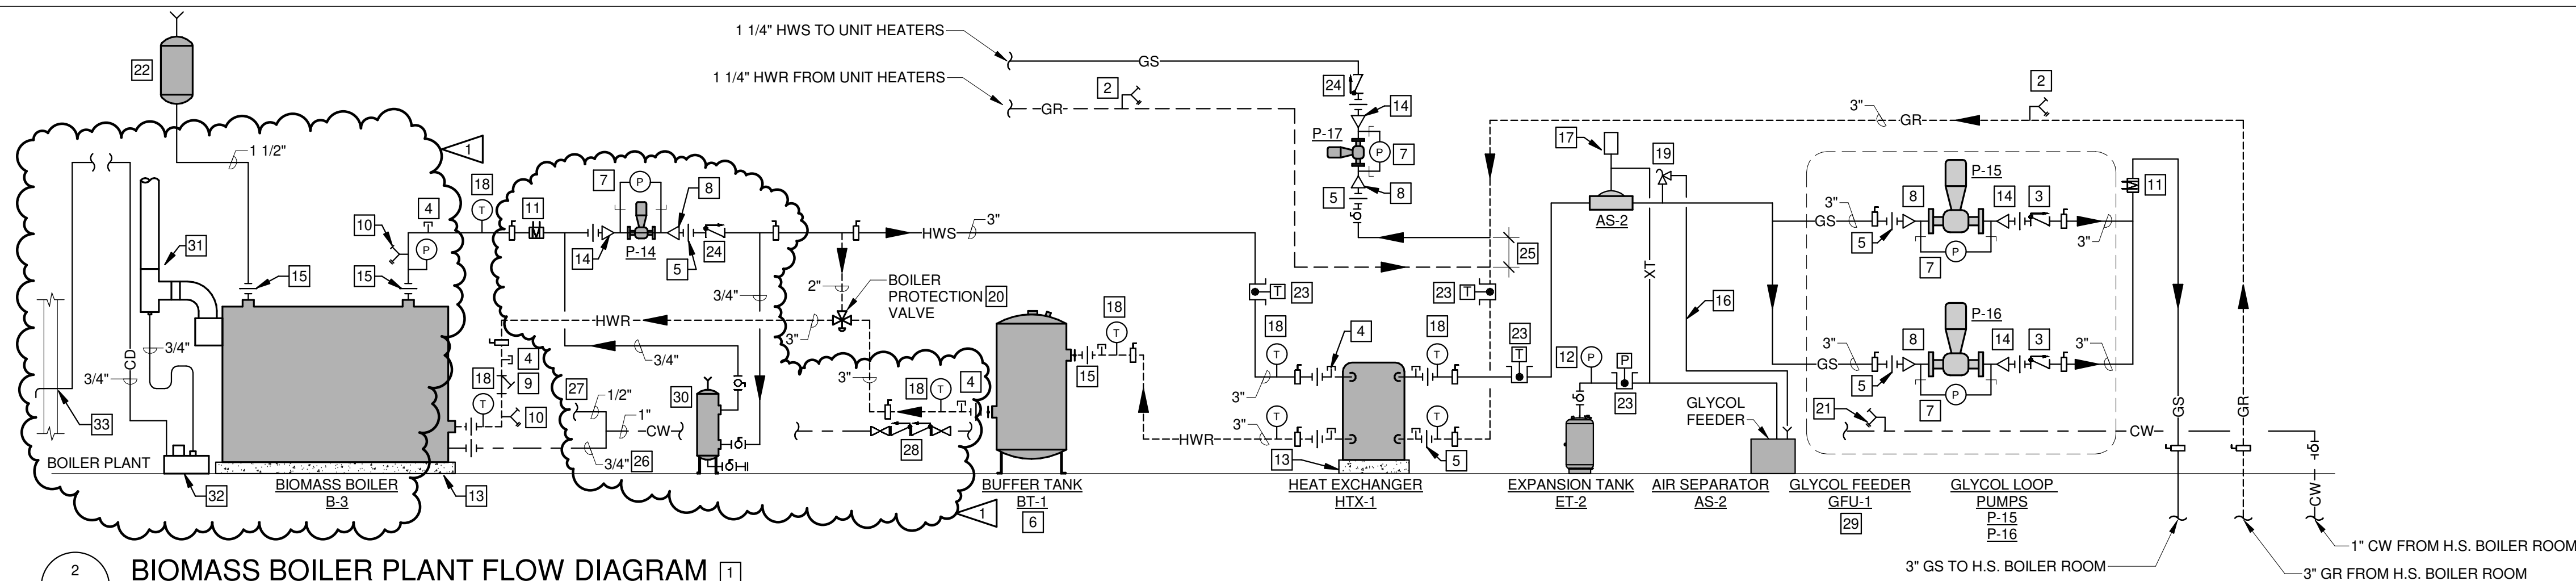 1 1/4" HWS TO UNIT HEATERS
1 1/4" HWR FROM UNIT HEATERS
GS
GR
2
24
14
P-17
P
7
5
8
22
1 1/2"
1
18
T
4
10
P
11
7
P
8
14
P-14
5
24
HWS
3"
31
15
15
3/4"
2"
BOILER
PROTECTION
VALVE
20
HWR
3"
3/4"
CD
3/4"
3/4"
4
18
9
T
10
27
1/2"
1"
CW
3/4"
26
30
3"
18
T
4
28
33
BOILER PLANT
32
BIOMASS BOILER
B-3
13
18
T
15
BUFFER TANK
BT-1
6
1
HWR
25
T
23
23
T
18
T
4
18
T
3"
3"
T
T
13
5
HEAT EXCHANGER
HTX-1
23
T
12
P
P
23
EXPANSION TANK
ET-2
17
19
AS-2
XT
16
GLYCOL
FEEDER
AIR SEPARATOR
AS-2
3"
GR
2
P-15
8
14
3
GS
3"
5
P
7
3"
11
P-16
8
14
3
GS
3"
5
P
7
3"
21
CW
GLYCOL FEEDER
GFU-1
29
GLYCOL LOOP
PUMPS
P-15
P-16
GS
GR
CW
1" CW FROM H.S. BOILER ROOM
3" GS TO H.S. BOILER ROOM
3" GR FROM H.S. BOILER ROOM
2
BIOMASS BOILER PLANT FLOW DIAGRAM 1